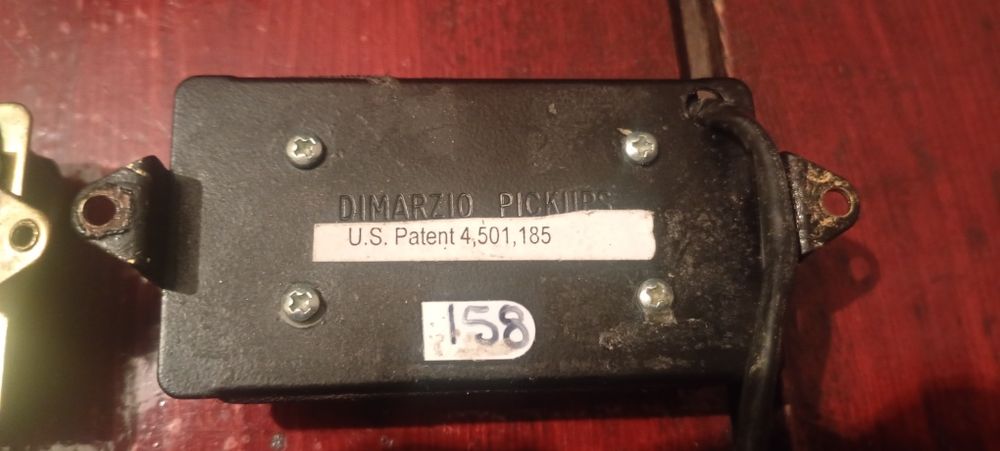 DIMARZIO PICKUPS
U.S. Patent 4,501,185
158